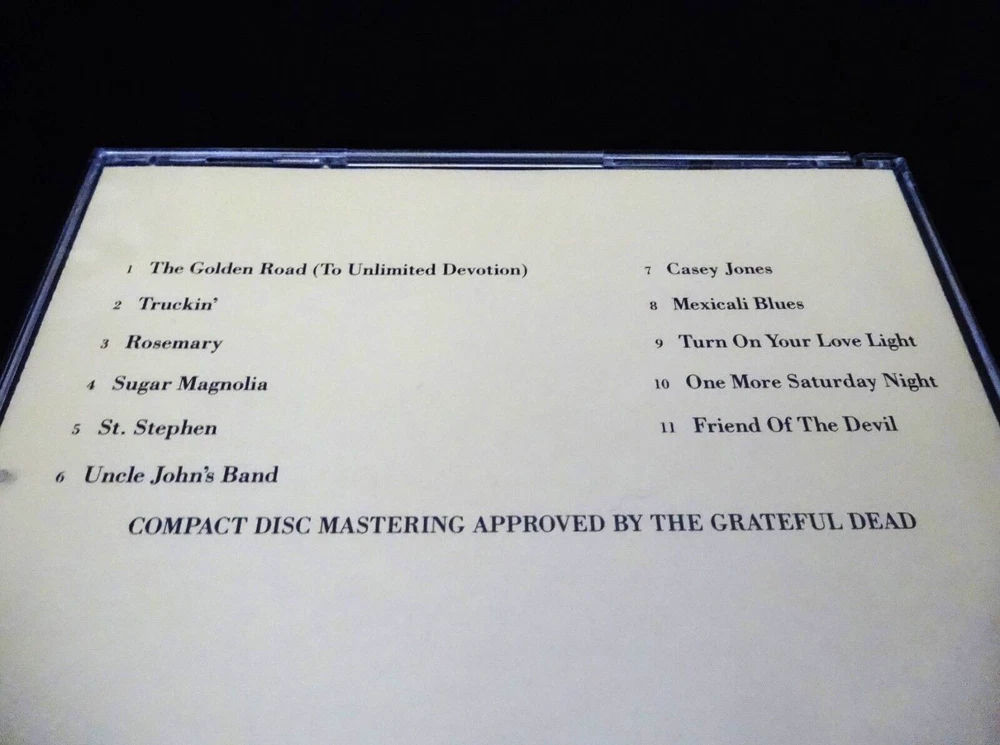 1 The Golden Road (To Unlimited Devotion)
2 Truckin'
3 Rosemary
4 Sugar Magnolia
5 St. Stephen
6 Uncle John's Band
7 Casey Jones
8 Mexicali Blues
9 Turn On Your Love Light
10 One More Saturday Night
11 Friend Of The Devil
COMPACT DISC MASTERING APPROVED BY THE GRATEFUL DEAD